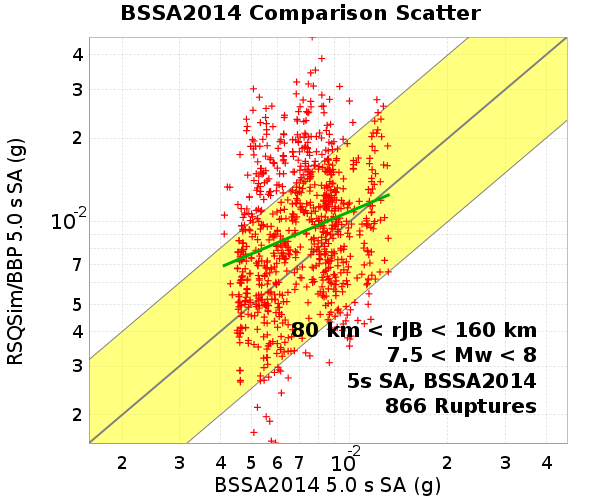 BSSA2014 Comparison Scatter
RSQSim/BBP 5.0 s SA (g)
4
3
2
10-2
7
5
4
3
2
80 km < rJB < 160 km
7.5 < Mw < 8
5s SA, BSSA2014
866 Ruptures
2 3 4 5 6 7 10-2 2 3 4
BSSA2014 5.0 s SA (g)